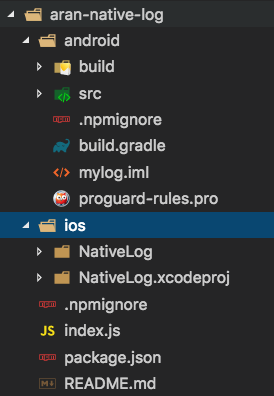 aran-native-log
android
build
src
.npmignore
build.gradle
mylog.iml
proguard-rules.pro
ios
NativeLog
NativeLog.xcodeproj
.npmignore
JS index.js
package.json
README.md